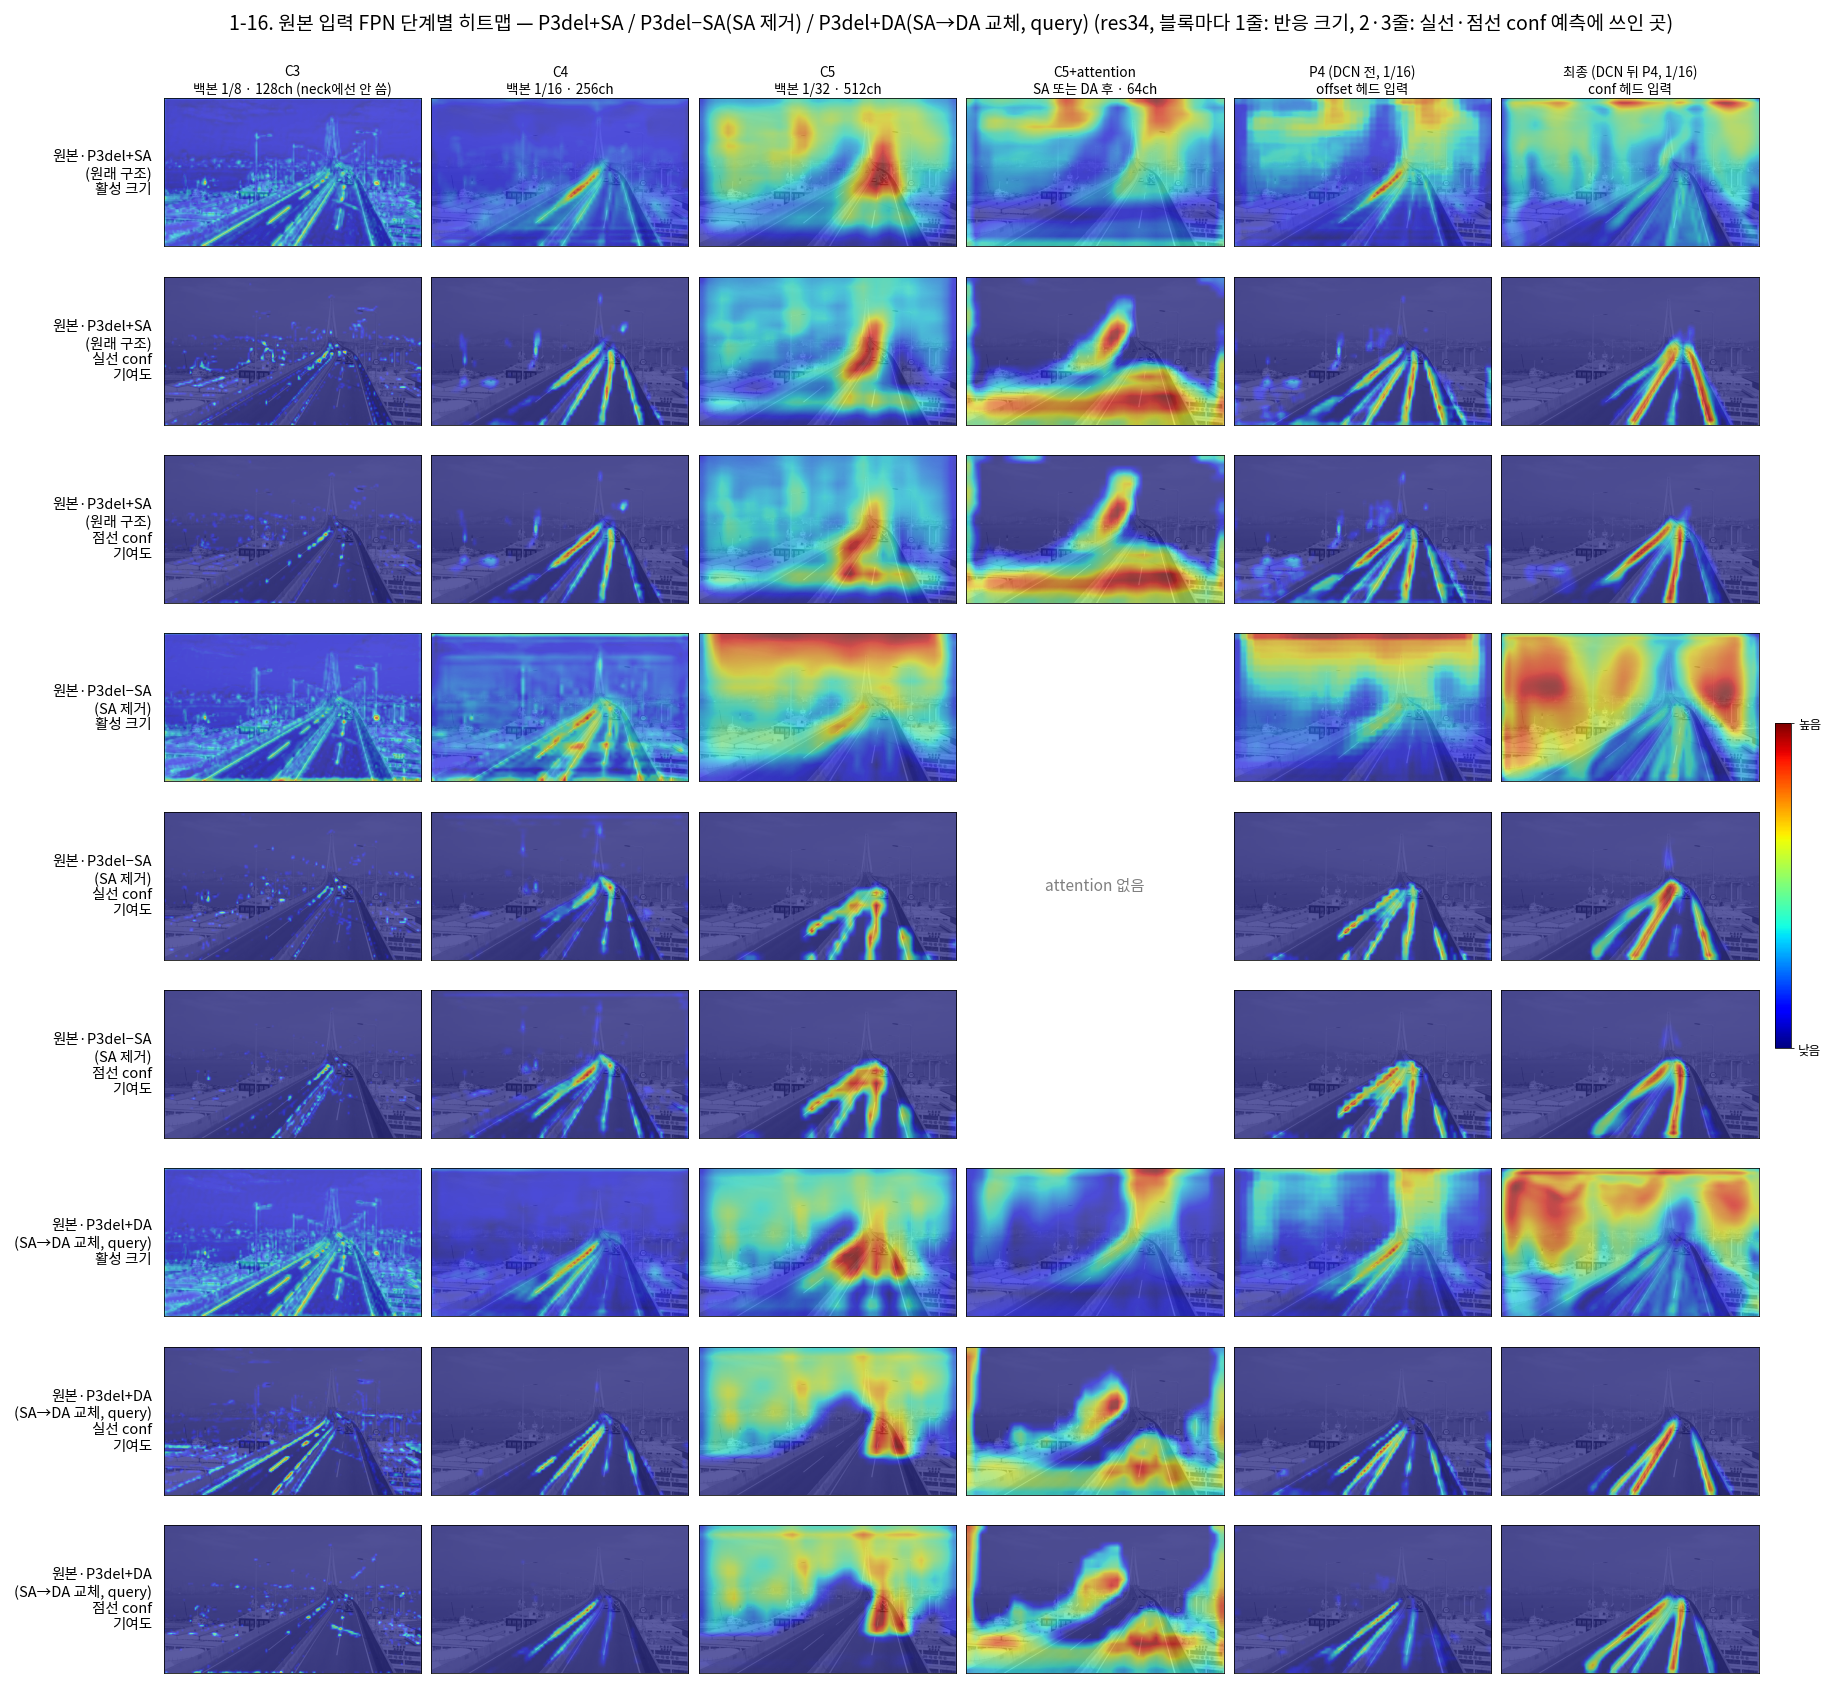 1-16. 원본 입력 FPN 단계별 히트맵 — P3del+SA / P3del−SA(SA 제거) / P3del+DA(SA→DA 교체, query) (res34, 블록마다 1줄: 반응 크기, 2·3줄: 실선·점선 conf 예측에 쓰인 곳)
C3
백본 1/8 · 128ch (neck에선 안 씀)
C4
백본 1/16 · 256ch
C5
백본 1/32 · 512ch
C5+attention
SA 또는 DA 후 · 64ch
P4 (DCN 전, 1/16)
offset 헤드 입력
최종 (DCN 뒤 P4, 1/16)
conf 헤드 입력
원본·P3del+SA
(원래 구조)
활성 크기
원본·P3del+SA
(원래 구조)
실선 conf
기여도
원본·P3del+SA
(원래 구조)
점선 conf
기여도
원본·P3del−SA
(SA 제거)
활성 크기
높음
원본·P3del−SA
(SA 제거)
실선 conf
기여도
attention 없음
원본·P3del−SA
(SA 제거)
점선 conf
기여도
낮음
원본·P3del+DA
(SA→DA 교체, query)
활성 크기
원본·P3del+DA
(SA→DA 교체, query)
실선 conf
기여도
원본·P3del+DA
(SA→DA 교체, query)
점선 conf
기여도